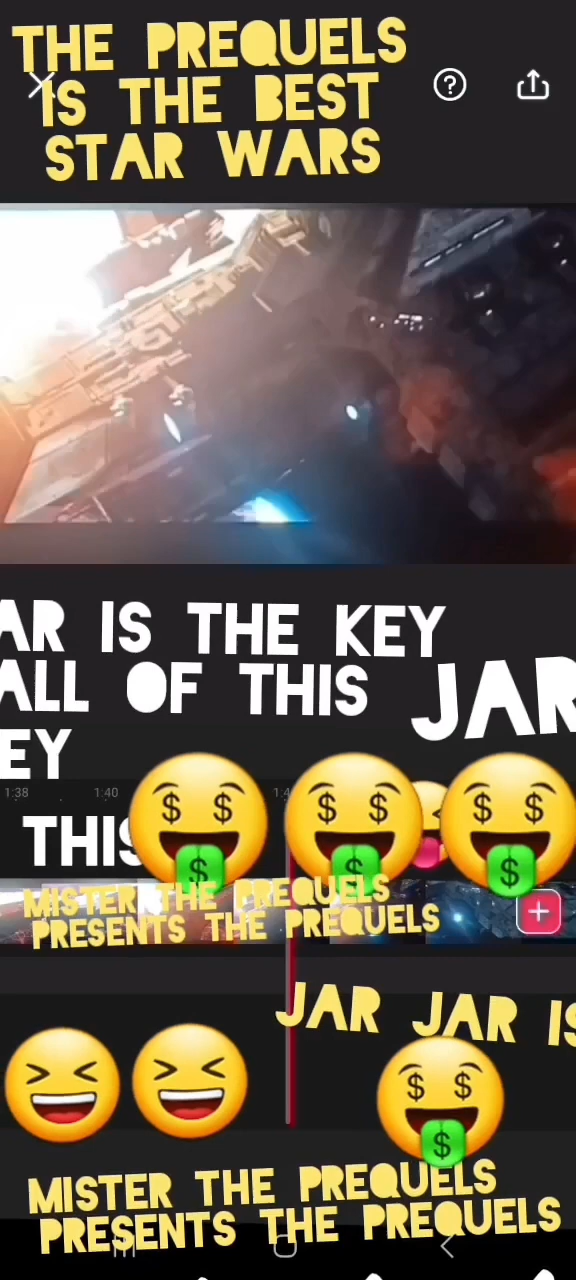 THE PREQUELS
IS THE BEST
STAR WARS
AR IS THE KEY
ALL OF THIS JAR
EY
1:38 1:40
THIS
MISTER THE PREQUELS
PRESENTS THE PREQUELS
JAR JAR IS
MISTER THE PREQUELS
PRESENTS THE PREQUELS